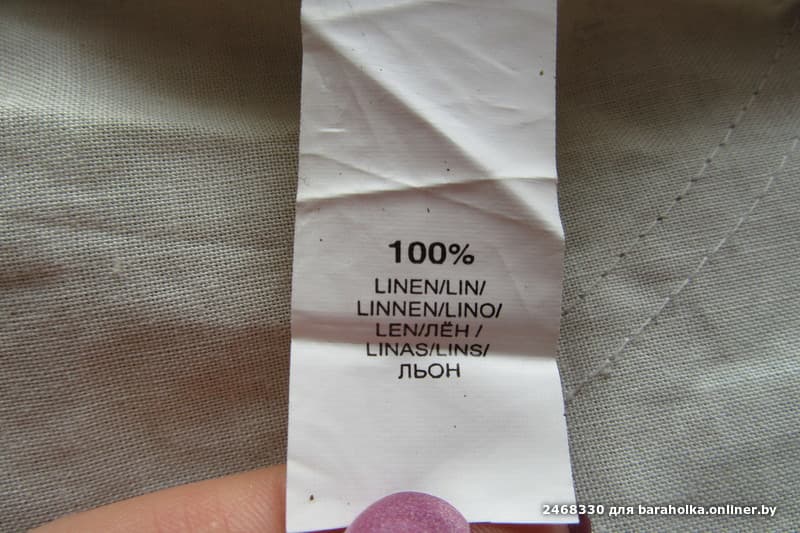 100%
LINEN/LIN/
LINNEN/LINO/
LEN/ЛЁН /
LINAS/LINS/
ЛЬОН
2468330 для baraholka.onliner.by